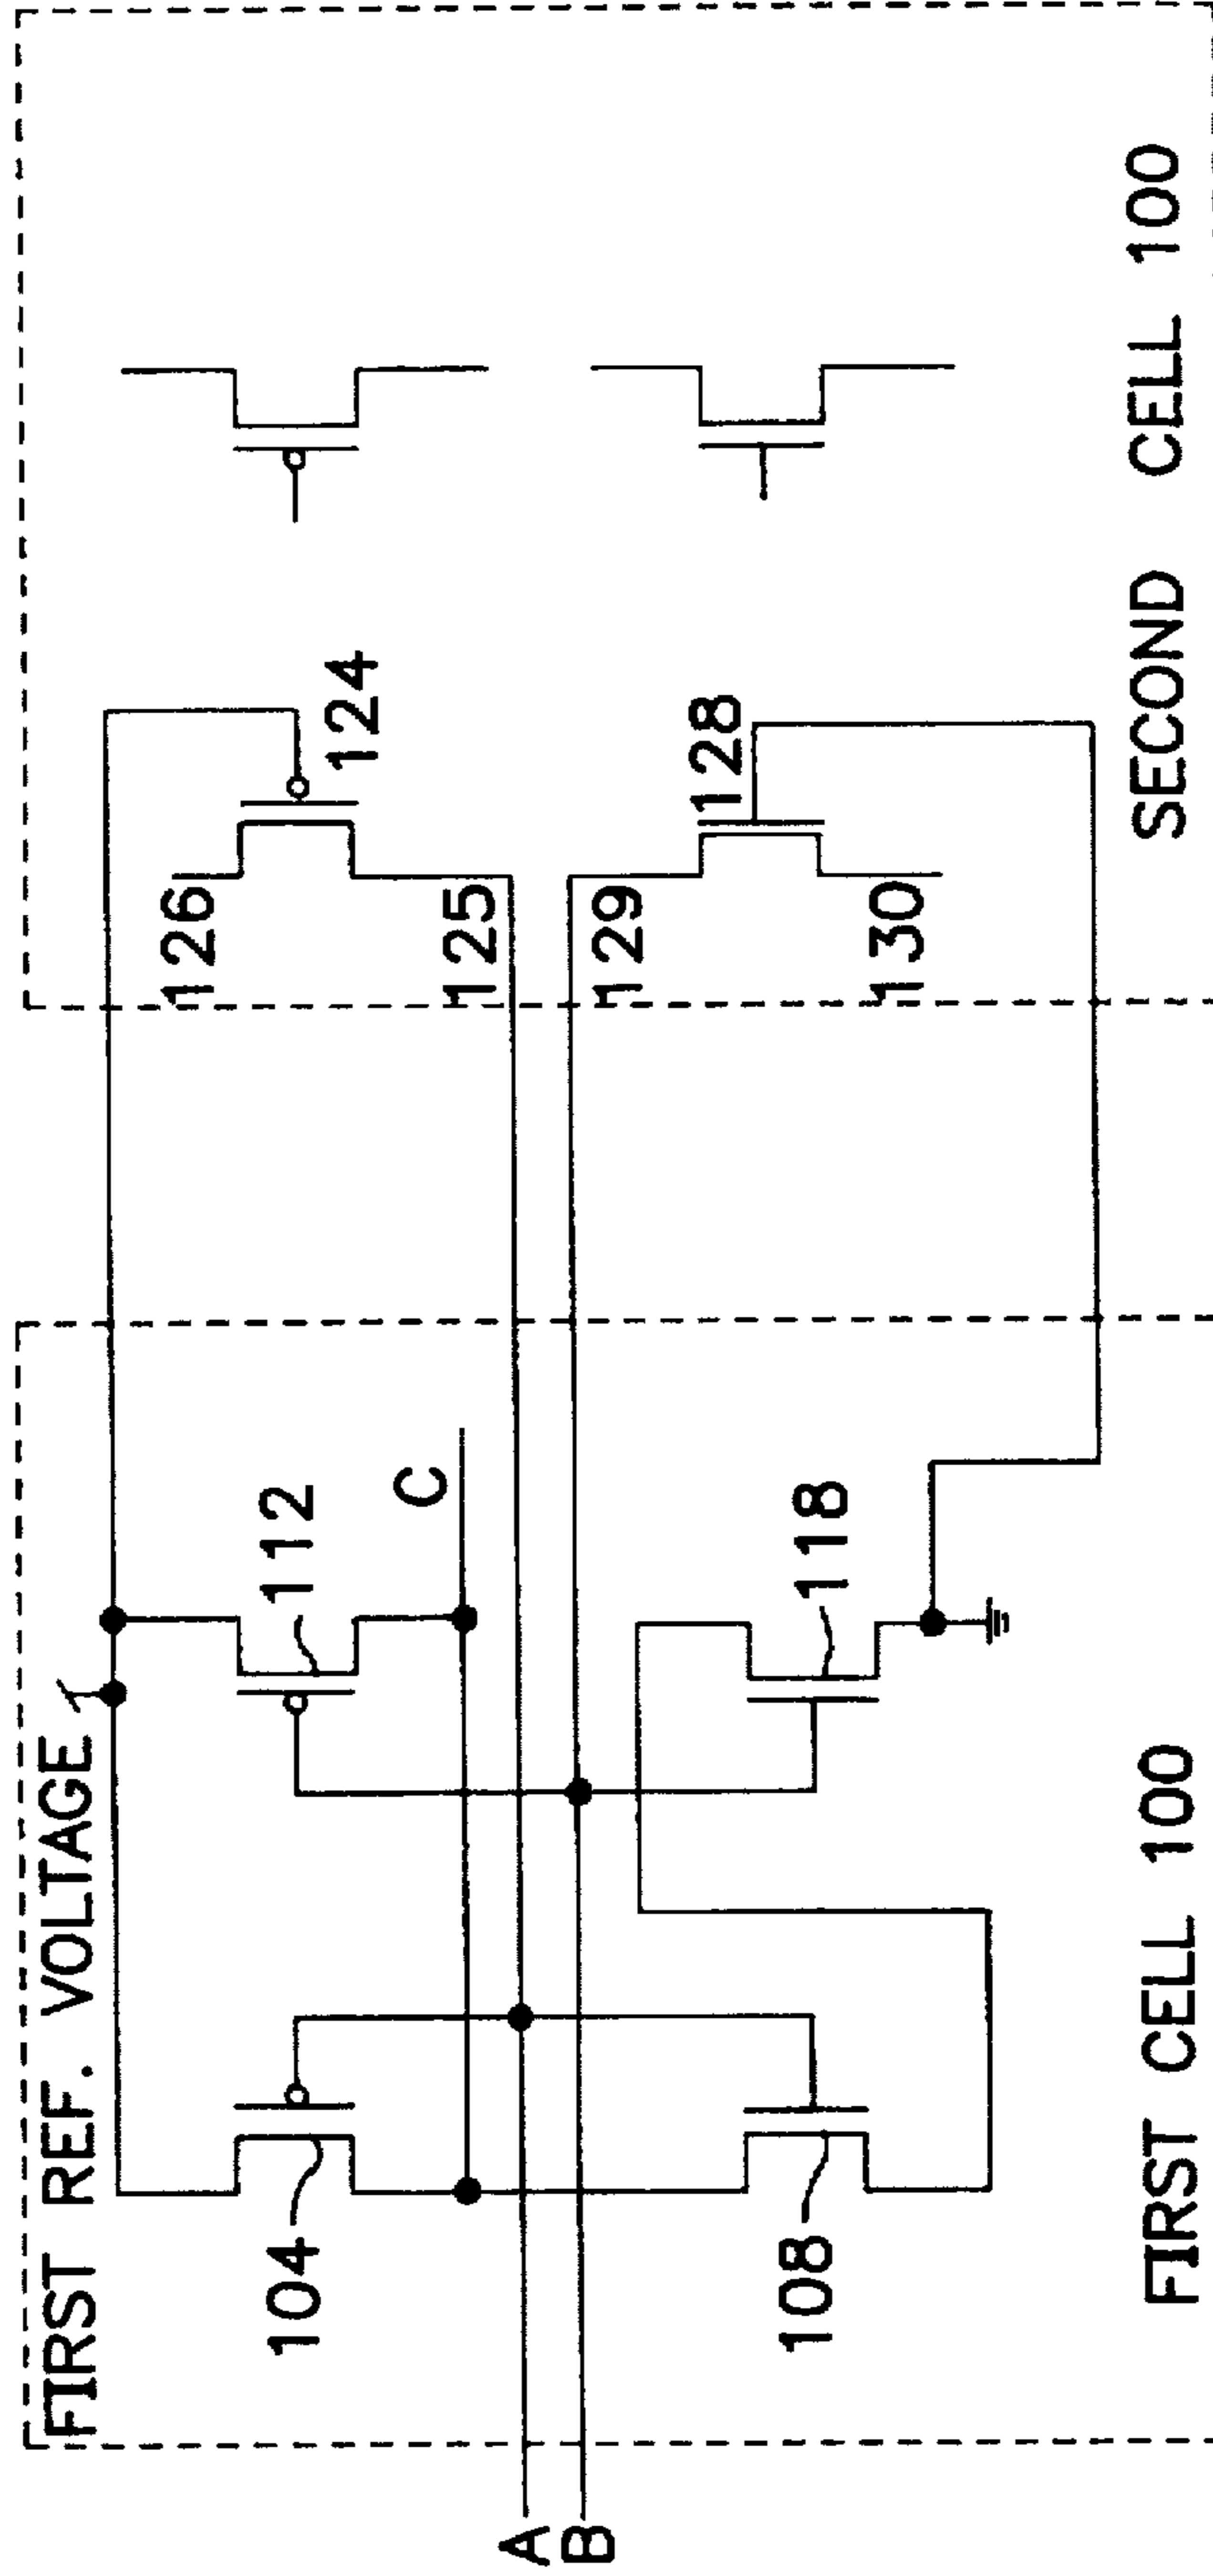 FIRST REF. VOLTAGE
104
112
C
108
118
A
B
FIRST CELL 100
126
124
125
129
128
130
SECOND CELL 100